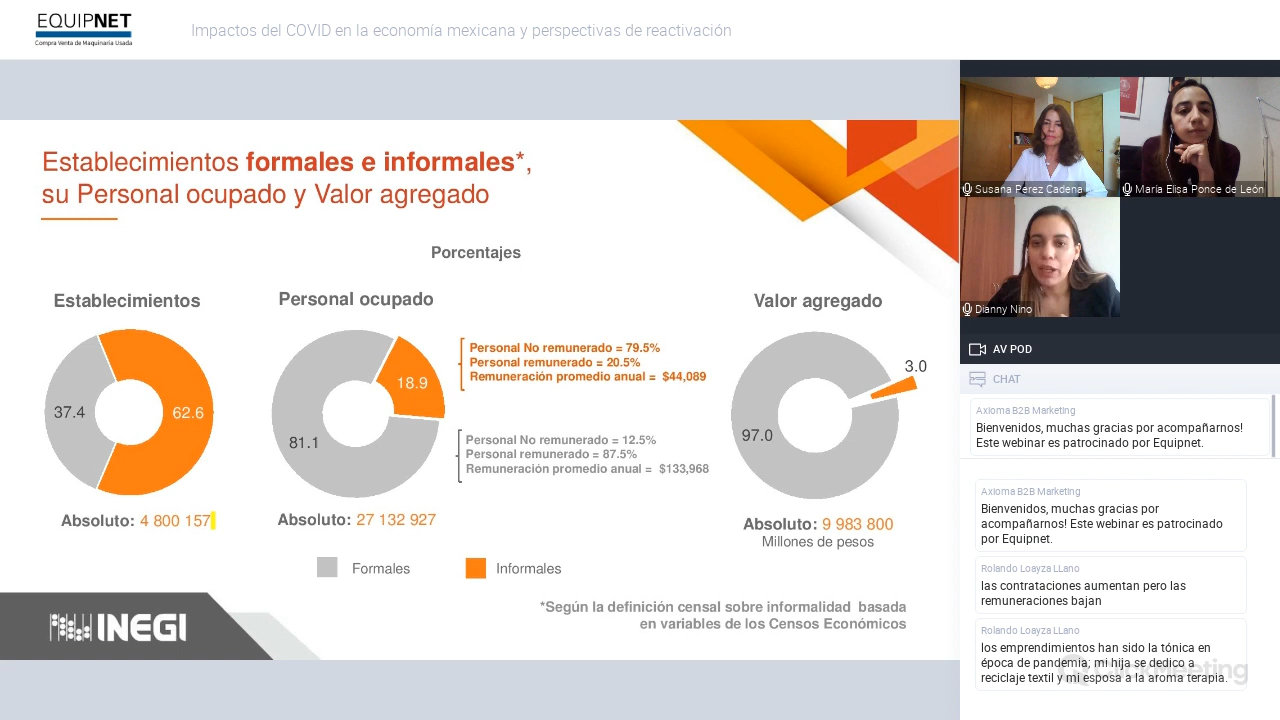 EQUIPNET
Compra Venta de Maquinaria Usada
Impactos del COVID en la economía mexicana y perspectivas de reactivación
Establecimientos formales e informales*,
su Personal ocupado y Valor agregado
Porcentajes
Establecimientos
37.4
62.6
Absoluto: 4 800 157
Personal ocupado
18.9
81.1
Absoluto: 27 132 927
Personal No remunerado = 79.5%
Personal remunerado = 20.5%
Remuneración promedio anual = $44,089
Personal No remunerado = 12.5%
Personal remunerado = 87.5%
Remuneración promedio anual = $133,968
Valor agregado
3.0
97.0
Absoluto: 9 983 800
Millones de pesos
Formales
Informales
*Según la definición censal sobre informalidad basada
en variables de los Censos Económicos
INEGI
Susana Pérez Cadena
María Elisa Ponce de León
Dianny Nino
AV POD
CHAT
Axioma B2B Marketing
Bienvenidos, muchas gracias por acompañarnos!
Este webinar es patrocinado por Equipnet.
Axioma B2B Marketing
Bienvenidos, muchas gracias por
acompañarnos! Este webinar es patrocinado
por Equipnet.
Rolando Loayza LLano
las contrataciones aumentan pero las
remuneraciones bajan
Rolando Loayza LLano
los emprendimientos han sido la tónica en
época de pandemia; mi hija se dedico a
reciclaje textil y mi esposa a la aroma terapia.
ClickMeeting